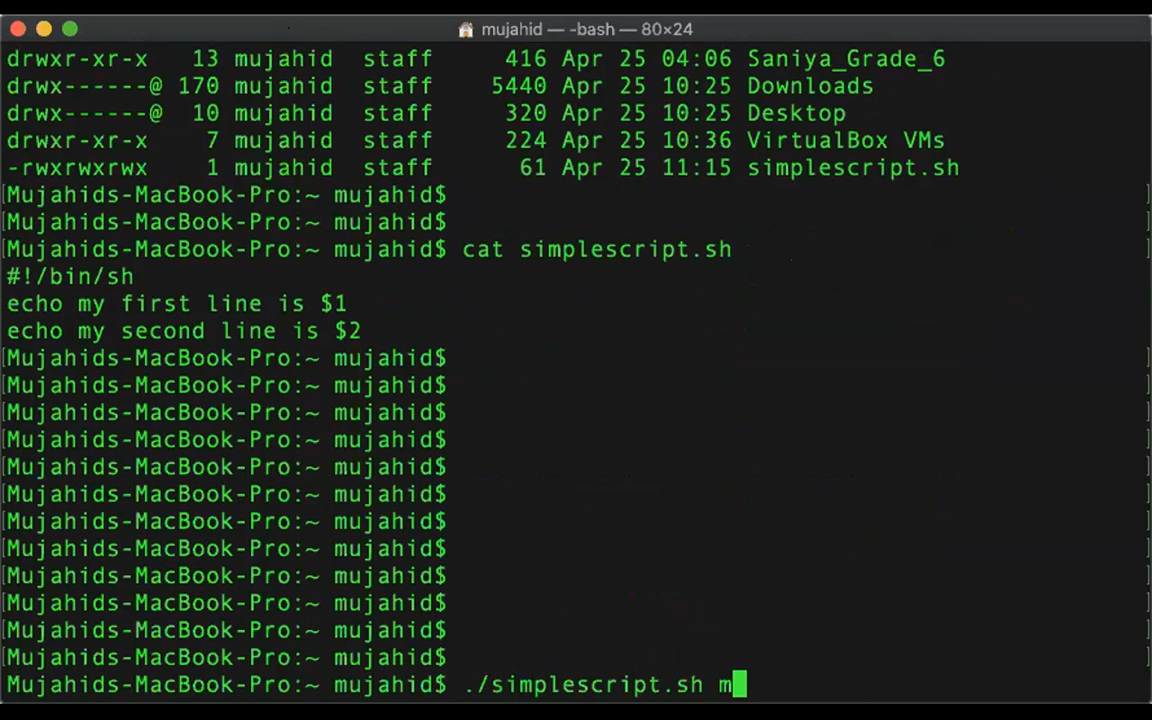 mujahid — -bash — 80×24
drwxr-xr-x   13 mujahid  staff     416 Apr 25 04:06 Saniya_Grade_6
drwx------@ 170 mujahid  staff    5440 Apr 25 10:25 Downloads
drwx------@  10 mujahid  staff     320 Apr 25 10:25 Desktop
drwxr-xr-x    7 mujahid  staff     224 Apr 25 10:36 VirtualBox VMs
-rwxrwxrwx    1 mujahid  staff      61 Apr 25 11:15 simplescript.sh
[Mujahids-MacBook-Pro:~ mujahid$ ]
[Mujahids-MacBook-Pro:~ mujahid$ ]
[Mujahids-MacBook-Pro:~ mujahid$ cat simplescript.sh ]
#!/bin/sh
echo my first line is $1
echo my second line is $2
[Mujahids-MacBook-Pro:~ mujahid$ ]
[Mujahids-MacBook-Pro:~ mujahid$ ]
[Mujahids-MacBook-Pro:~ mujahid$ ]
[Mujahids-MacBook-Pro:~ mujahid$ ]
[Mujahids-MacBook-Pro:~ mujahid$ ]
[Mujahids-MacBook-Pro:~ mujahid$ ]
[Mujahids-MacBook-Pro:~ mujahid$ ]
[Mujahids-MacBook-Pro:~ mujahid$ ]
[Mujahids-MacBook-Pro:~ mujahid$ ]
[Mujahids-MacBook-Pro:~ mujahid$ ]
[Mujahids-MacBook-Pro:~ mujahid$ ]
[Mujahids-MacBook-Pro:~ mujahid$ ]
Mujahids-MacBook-Pro:~ mujahid$ ./simplescript.sh m